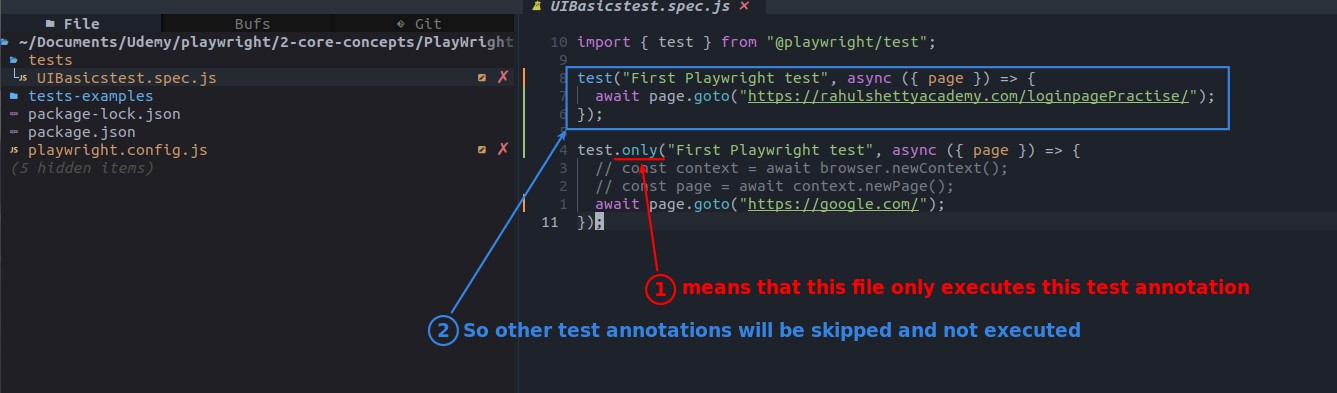 File Bufs Git
~/Documents/Udemy/playwright/2-core-concepts/PlayWright
tests
JS UIBasicstest.spec.js ✗
tests-examples
package-lock.json
package.json
JS playwright.config.js ✗
(5 hidden items)
UIBasicstest.spec.js ✕
10 import { test } from "@playwright/test";
9
8 test("First Playwright test", async ({ page }) => {
7 await page.goto("https://rahulshettyacademy.com/loginpagePractise/");
6 });
5
4 test.only("First Playwright test", async ({ page }) => {
3 // const context = await browser.newContext();
2 // const page = await context.newPage();
1 await page.goto("https://google.com/");
11 });
1 means that this file only executes this test annotation
2 So other test annotations will be skipped and not executed